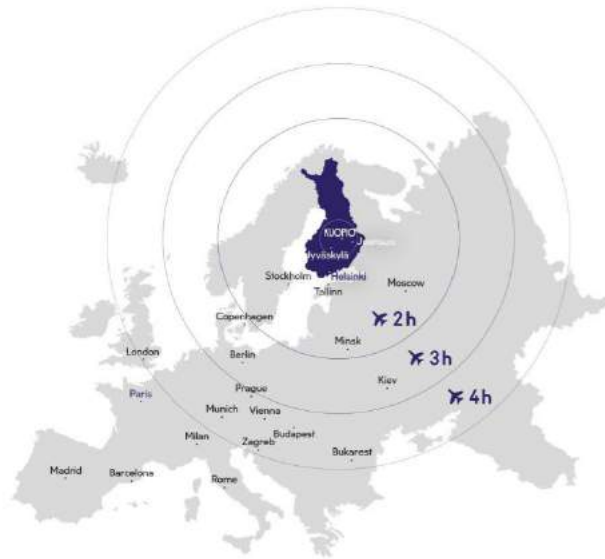 KUOPIO
Jyväskylä
Helsinki
Stockholm
Tallinn
Moscow
Copenhagen
2h
Minsk
London
Berlin
3h
Kiev
Paris
Prague
4h
Munich
Vienna
Milan
Budapest
Zagreb
Bukarest
Madrid
Barcelona
Rome